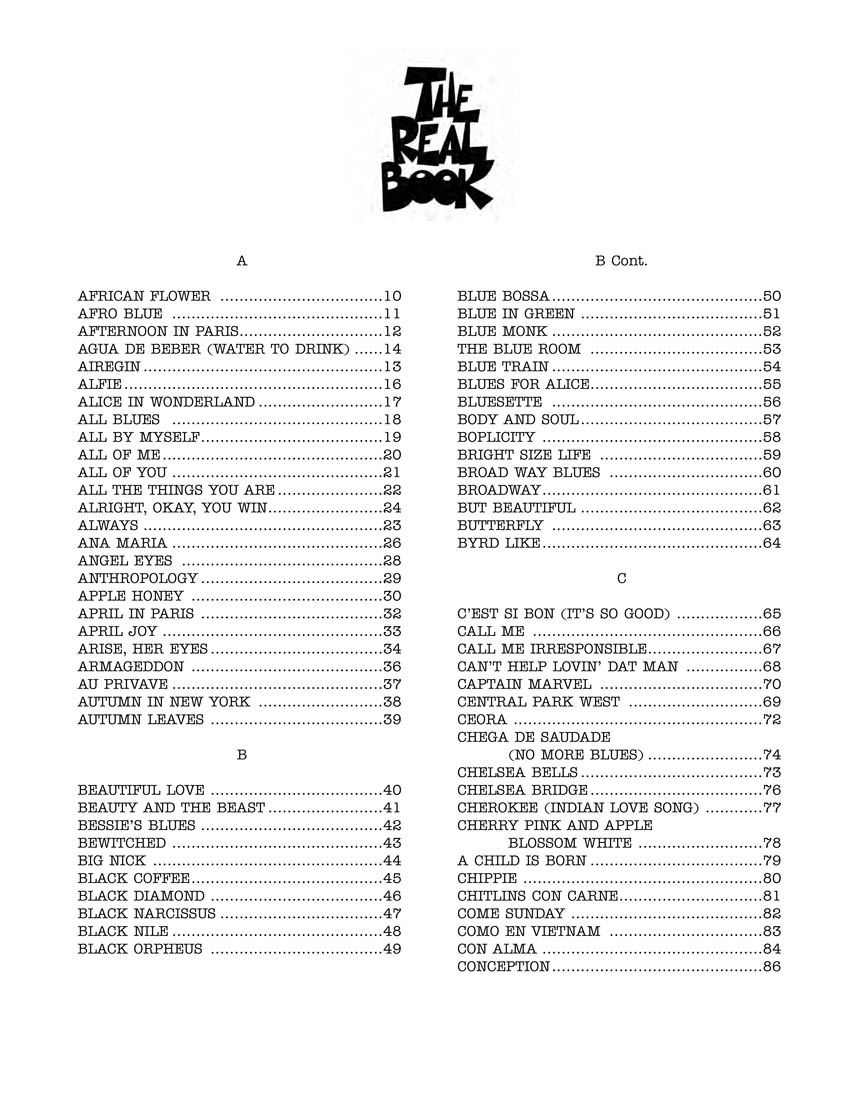 THE
REAL
BOOK
A
AFRICAN FLOWER ..................................10
AFRO BLUE ............................................11
AFTERNOON IN PARIS..............................12
AGUA DE BEBER (WATER TO DRINK) ......14
AIREGIN..................................................13
ALFIE......................................................16
ALICE IN WONDERLAND..........................17
ALL BLUES ............................................18
ALL BY MYSELF......................................19
ALL OF ME..............................................20
ALL OF YOU ............................................21
ALL THE THINGS YOU ARE......................22
ALRIGHT, OKAY, YOU WIN........................24
ALWAYS ..................................................23
ANA MARIA ............................................26
ANGEL EYES ..........................................28
ANTHROPOLOGY......................................29
APPLE HONEY ........................................30
APRIL IN PARIS ......................................32
APRIL JOY ..............................................33
ARISE, HER EYES....................................34
ARMAGEDDON ........................................36
AU PRIVAVE ............................................37
AUTUMN IN NEW YORK ..........................38
AUTUMN LEAVES ....................................39
B
BEAUTIFUL LOVE ....................................40
BEAUTY AND THE BEAST........................41
BESSIE'S BLUES ......................................42
BEWITCHED ............................................43
BIG NICK ................................................44
BLACK COFFEE........................................45
BLACK DIAMOND ....................................46
BLACK NARCISSUS ..................................47
BLACK NILE ............................................48
BLACK ORPHEUS ....................................49
B Cont.
BLUE BOSSA............................................50
BLUE IN GREEN ......................................51
BLUE MONK ............................................52
THE BLUE ROOM ....................................53
BLUE TRAIN ............................................54
BLUES FOR ALICE....................................55
BLUESETTE ............................................56
BODY AND SOUL......................................57
BOPLICITY ..............................................58
BRIGHT SIZE LIFE ..................................59
BROAD WAY BLUES ................................60
BROADWAY..............................................61
BUT BEAUTIFUL ......................................62
BUTTERFLY ............................................63
BYRD LIKE..............................................64
C
C'EST SI BON (IT'S SO GOOD) ..................65
CALL ME ................................................66
CALL ME IRRESPONSIBLE........................67
CAN'T HELP LOVIN' DAT MAN ................68
CAPTAIN MARVEL ..................................70
CENTRAL PARK WEST ............................69
CEORA ....................................................72
CHEGA DE SAUDADE
(NO MORE BLUES) ........................74
CHELSEA BELLS......................................73
CHELSEA BRIDGE....................................76
CHEROKEE (INDIAN LOVE SONG) ............77
CHERRY PINK AND APPLE
BLOSSOM WHITE ..........................78
A CHILD IS BORN....................................79
CHIPPIE ..................................................80
CHITLINS CON CARNE..............................81
COME SUNDAY ........................................82
COMO EN VIETNAM ................................83
CON ALMA ..............................................84
CONCEPTION............................................86